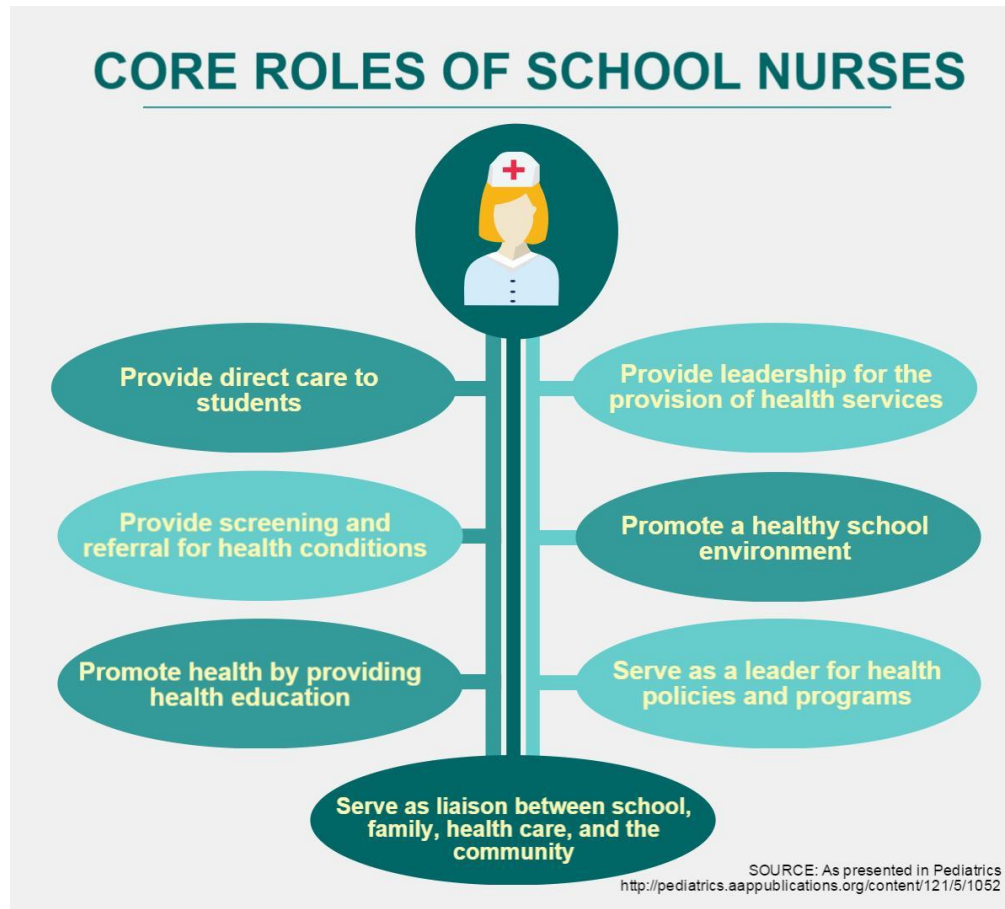 CORE ROLES OF SCHOOL NURSES
Provide direct care to
students
Provide leadership for the
provision of health services
Provide screening and
referral for health conditions
Promote a healthy school
environment
Promote health by providing
health education
Serve as a leader for health
policies and programs
Serve as liaison between school,
family, health care, and the
community
SOURCE: As presented in Pediatrics
http://pediatrics.aappublications.org/content/121/5/1052